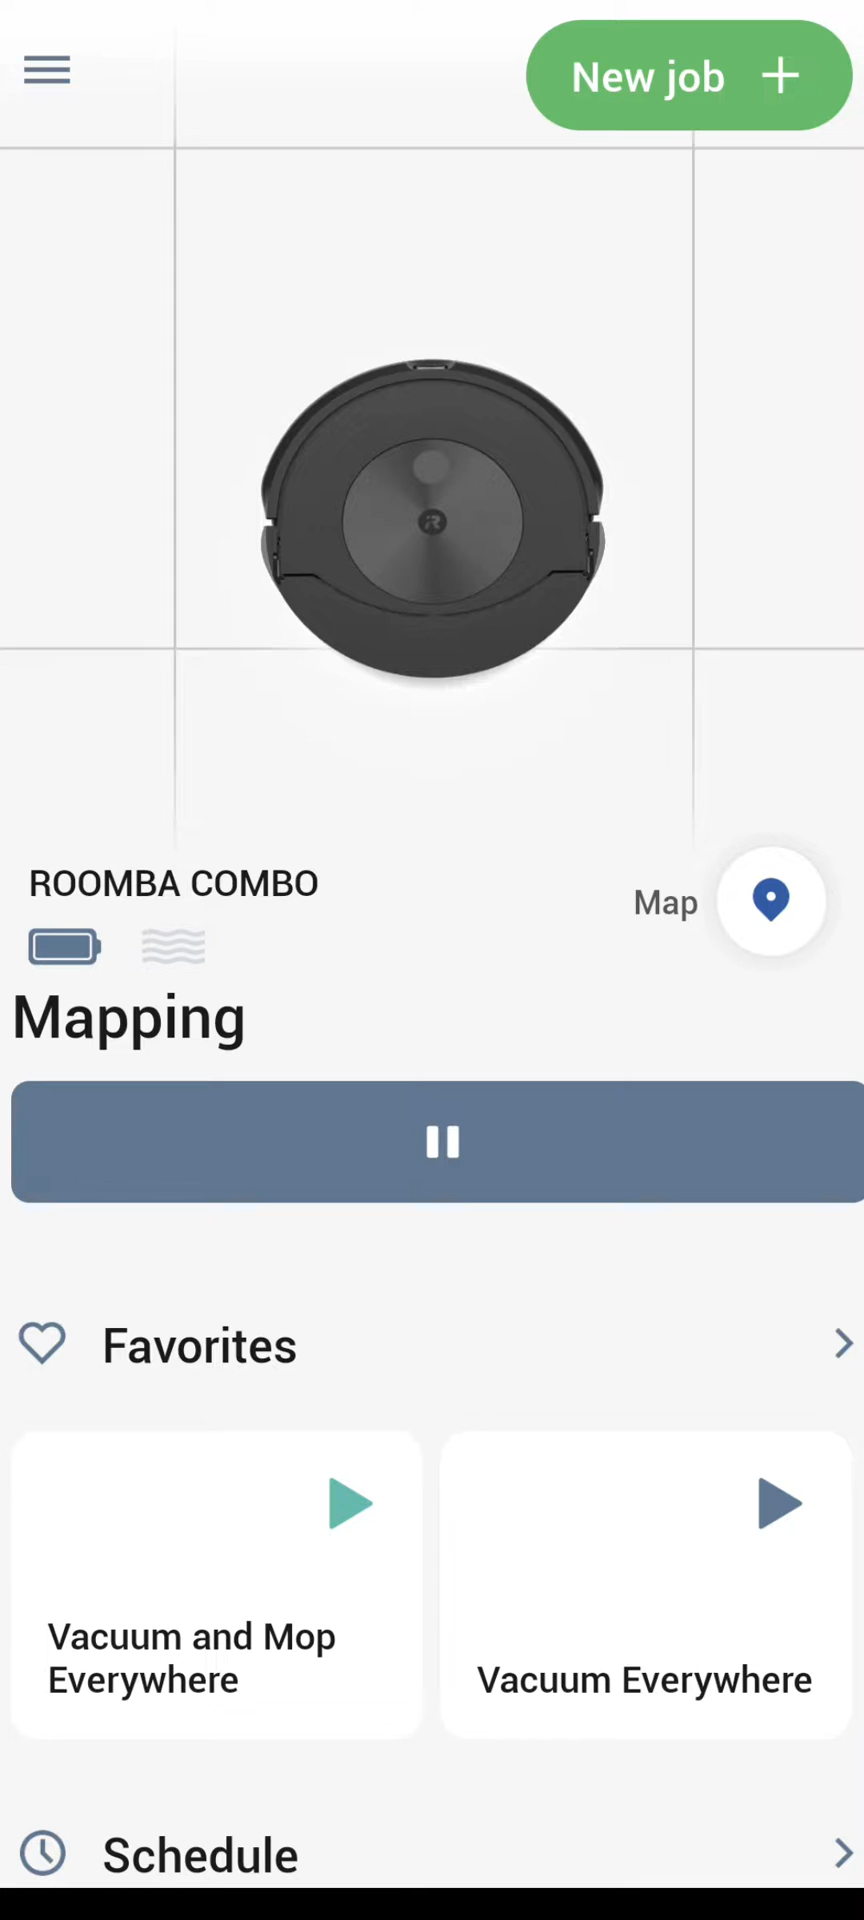 New job
ROOMBA COMBO
Map
Mapping
Favorites
Vacuum and Mop
Everywhere
Vacuum Everywhere
Schedule